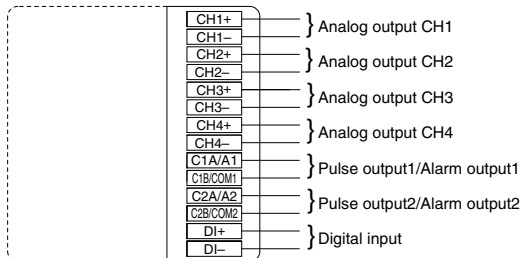 CH1+
CH1–
Analog output CH1
CH2+
CH2–
Analog output CH2
CH3+
CH3–
Analog output CH3
CH4+
CH4–
Analog output CH4
C1A/A1
C1B/COM1
Pulse output1/Alarm output1
C2A/A2
C2B/COM2
Pulse output2/Alarm output2
DI+
DI–
Digital input